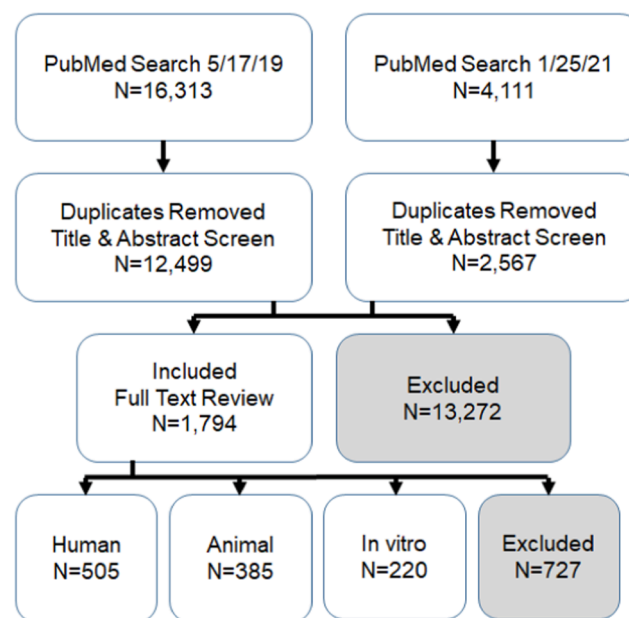 PubMed Search 5/17/19
N=16,313
PubMed Search 1/25/21
N=4,111
Duplicates Removed
Title & Abstract Screen
N=12,499
Duplicates Removed
Title & Abstract Screen
N=2,567
Included
Full Text Review
N=1,794
Excluded
N=13,272
Human
N=505
Animal
N=385
In vitro
N=220
Excluded
N=727